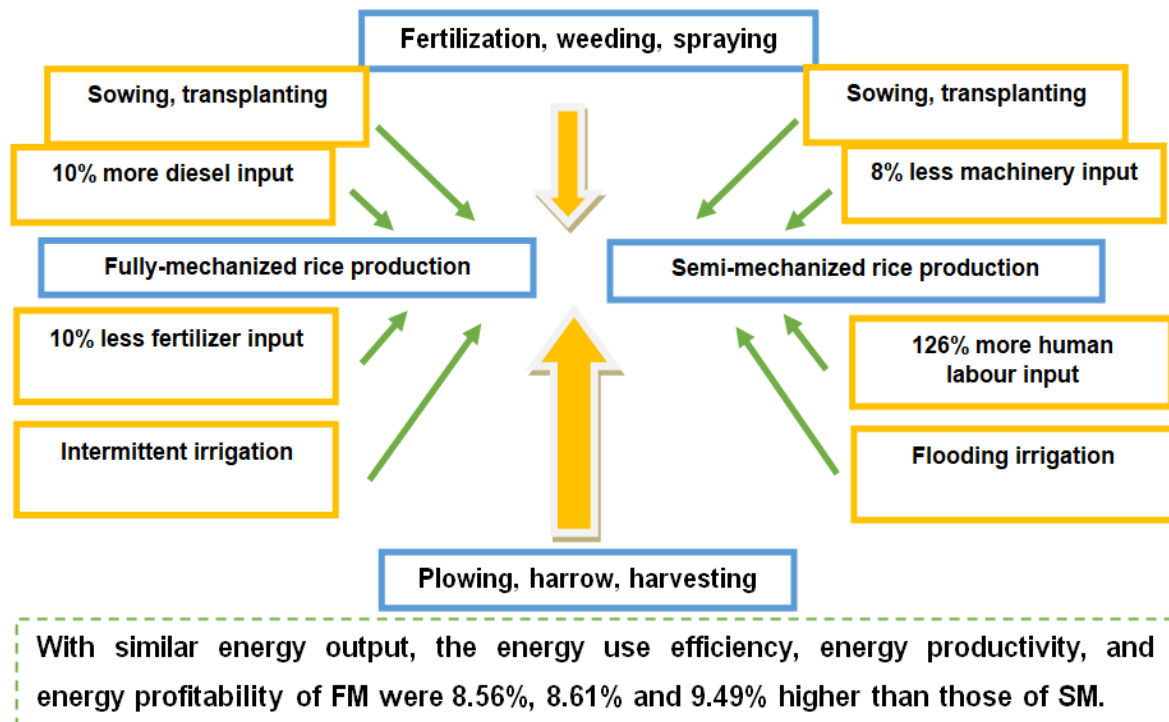 Fertilization, weeding, spraying
Sowing, transplanting
Sowing, transplanting
10% more diesel input
8% less machinery input
Fully-mechanized rice production
Semi-mechanized rice production
10% less fertilizer input
126% more human
labour input
Intermittent irrigation
Flooding irrigation
Plowing, harrow, harvesting
With similar energy output, the energy use efficiency, energy productivity, and
energy profitability of FM were 8.56%, 8.61% and 9.49% higher than those of SM.